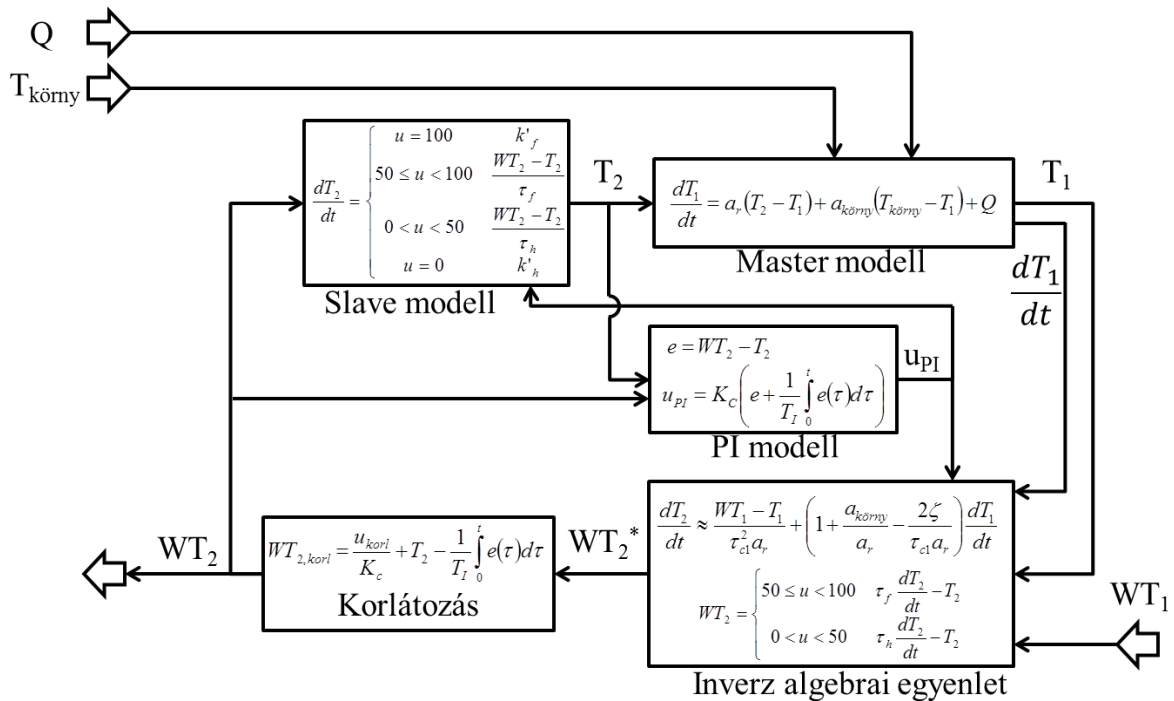 Q
T_körny​
dT_2/dt = { u = 100 k'_f
50 ≤ u < 100 (WT_2 − T_2)/τ_f
0 < u < 50 (WT_2 − T_2)/τ_h
u = 0 k'_h
Slave modell
T_2
dT_1/dt = a_r(T_2 − T_1) + a_körny(T_körny − T_1) + Q
Master modell
T_1
dT_1/dt
e = WT_2 − T_2
u_PI = K_C(e + 1/T_I ∫_0^t e(τ)dτ)
PI modell
u_PI
dT_2/dt ≈ (WT_1 − T_1)/(τ_c1^2 a_r) + (1 + a_körny/a_r − 2ζ/(τ_c1 a_r)) dT_1/dt
WT_2 = { 50 ≤ u < 100 τ_f dT_2/dt − T_2
0 < u < 50 τ_h dT_2/dt − T_2
Inverz algebrai egyenlet
WT_1
WT_2^*
WT_2,korl = u_korl/K_c + T_2 − 1/T_I ∫_0^t e(τ)dτ
Korlátozás
WT_2